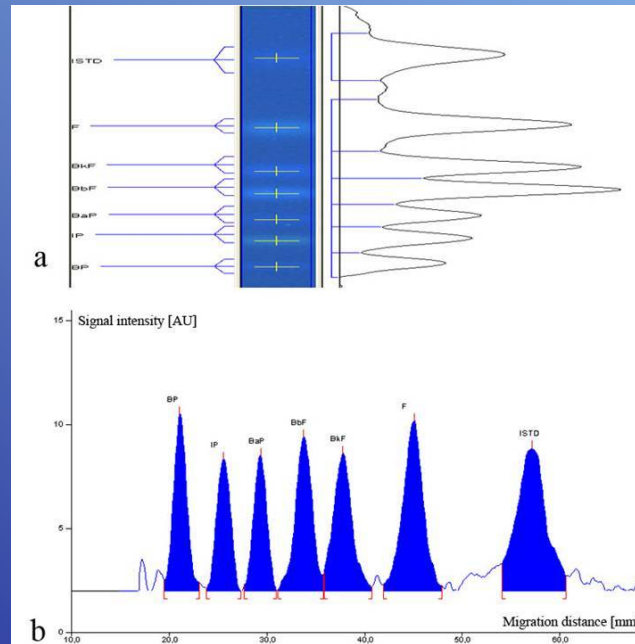 ISTD
F
BkF
BbF
BaP
IP
BP
a
Signal intensity [AU]
15
10
5
0
BP
IP
BaP
BbF
BkF
F
ISTD
b
Migration distance [mm
10,0
20,0
30,0
40,0
50,0
60,0